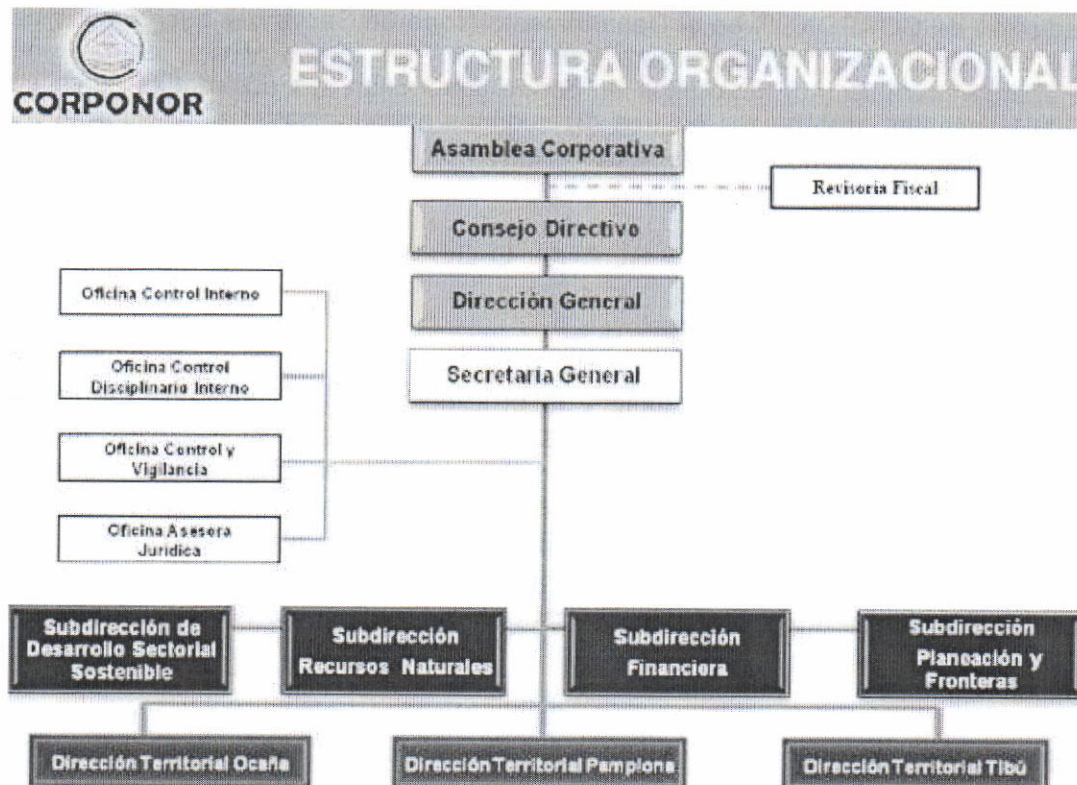 CORPONOR
ESTRUCTURA ORGANIZACIONAL
Asamblea Corporativa
Revisoria Fiscal
Consejo Directivo
Dirección General
Secretaria General
Oficina Control Interno
Oficina Control
Disciplinario Interno
Oficina Control y
Vigilancia
Oficina Asesora
Juridica
Subdirección de
Desarrollo Sectorial
Sostenible
Subdirección
Recursos Naturales
Subdirección
Financiera
Subdirección
Planeación y
Fronteras
Dirección Territorial Ocaña
Dirección Territorial Pamplona
Dirección Territorial Tibú